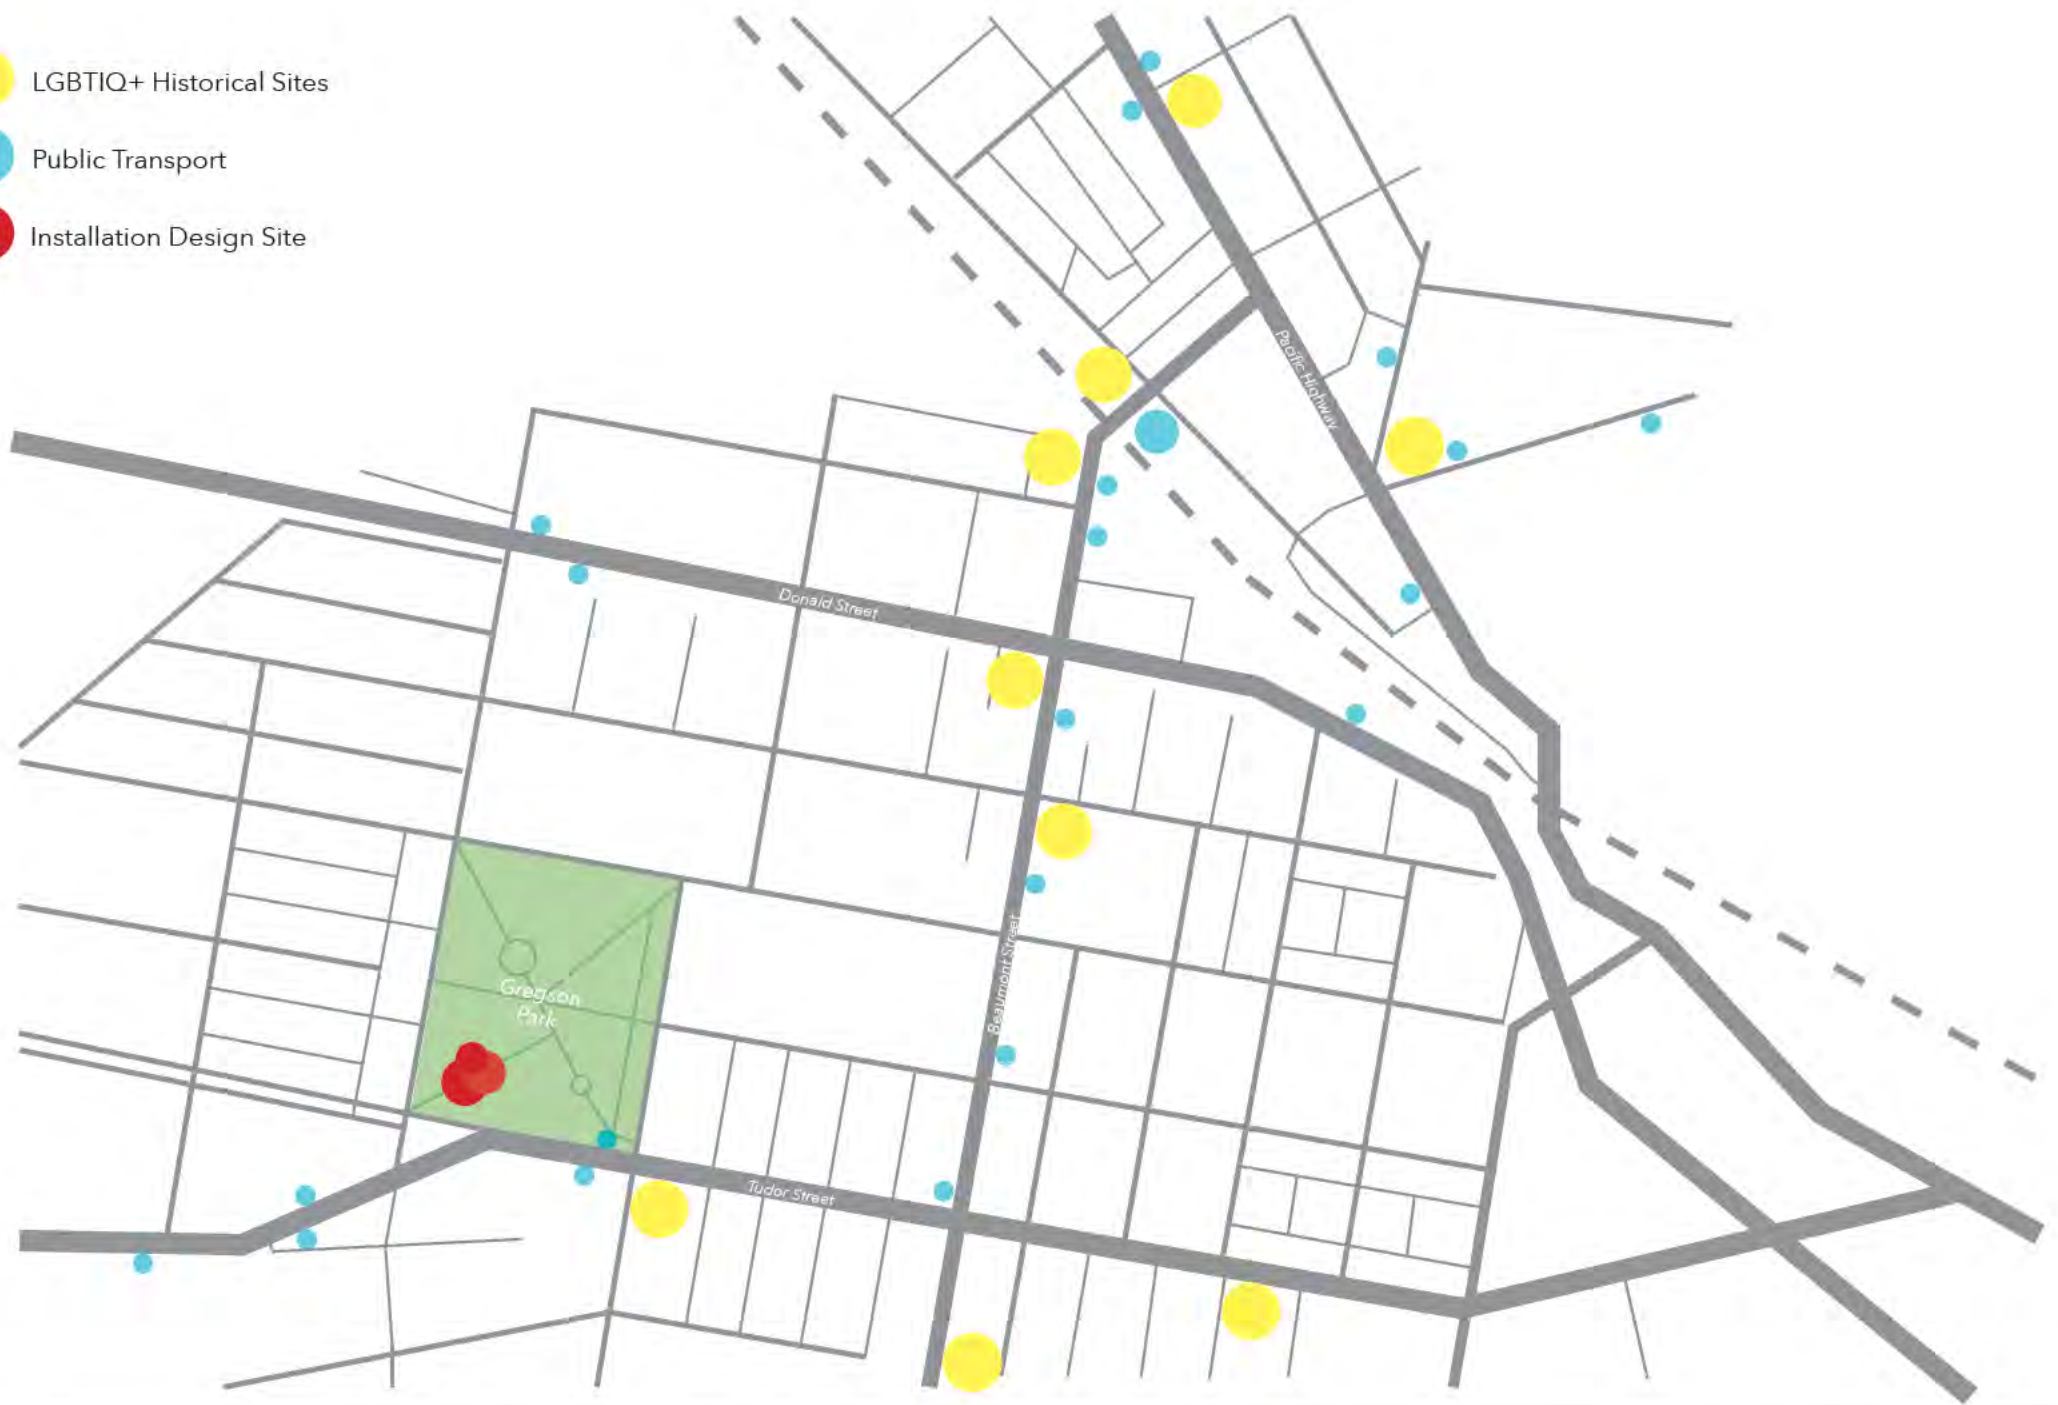 LGBTIQ+ Historical Sites
Public Transport
Installation Design Site
Pacific Highway
Donald Street
Beaumont Street
Gregson
Park
Tudor Street